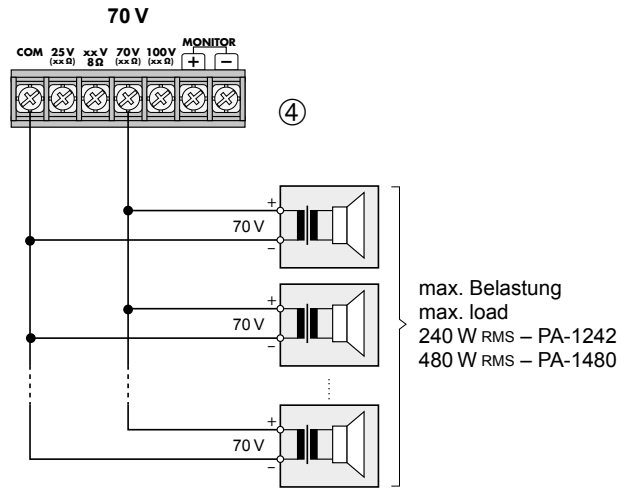 70 V
MONITOR
COM 25 V xx V 70 V 100 V + −
(xx Ω) 8 Ω (xx Ω) (xx Ω)
④
+
70 V
−
+
70 V
−
max. Belastung
max. load
240 W RMS – PA-1242
480 W RMS – PA-1480
+
70 V
−